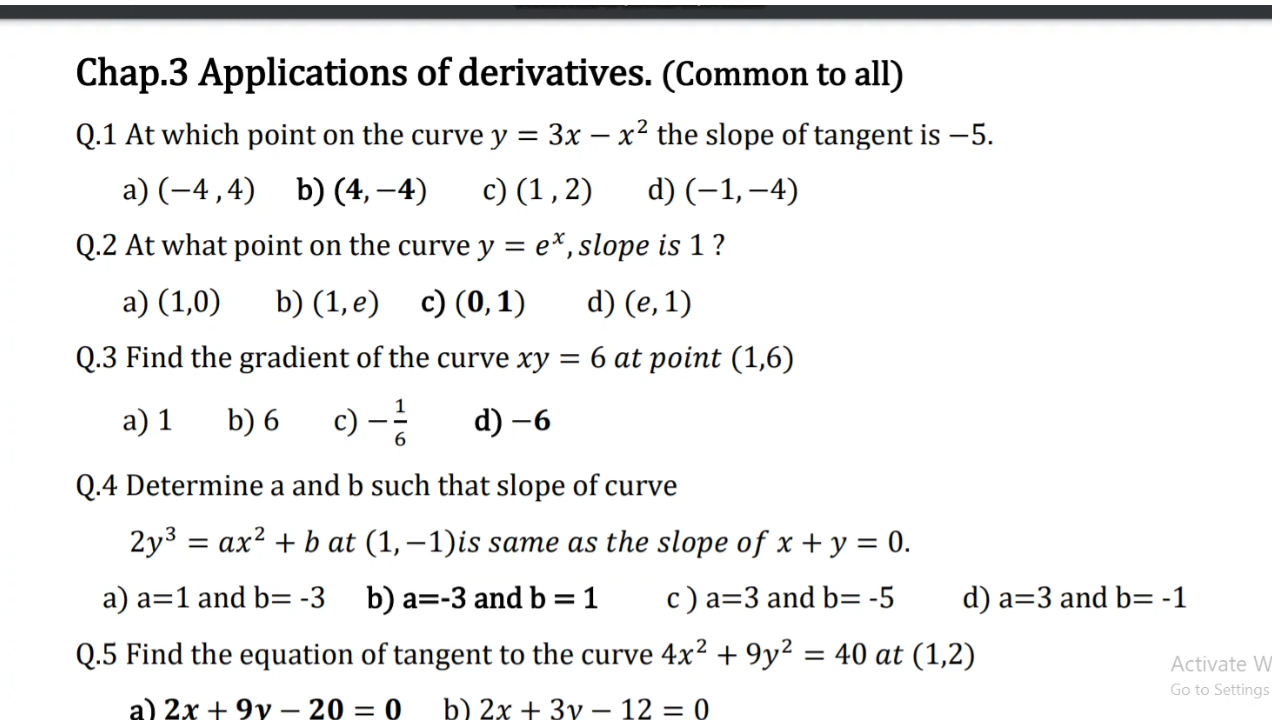 Chap.3 Applications of derivatives. (Common to all)
Q.1 At which point on the curve y = 3x − x² the slope of tangent is −5.
a) (−4 ,4) b) (4, −4) c) (1 , 2) d) (−1, −4)
Q.2 At what point on the curve y = eˣ, slope is 1 ?
a) (1,0) b) (1, e) c) (0, 1) d) (e, 1)
Q.3 Find the gradient of the curve xy = 6 at point (1,6)
a) 1 b) 6 c) −1/6 d) −6
Q.4 Determine a and b such that slope of curve
2y³ = ax² + b at (1, −1)is same as the slope of x + y = 0.
a) a=1 and b= -3 b) a=-3 and b = 1 c ) a=3 and b= -5 d) a=3 and b= -1
Q.5 Find the equation of tangent to the curve 4x² + 9y² = 40 at (1,2)
Activate W
Go to Settings
a) 2x + 9y − 20 = 0 b) 2x + 3y − 12 = 0